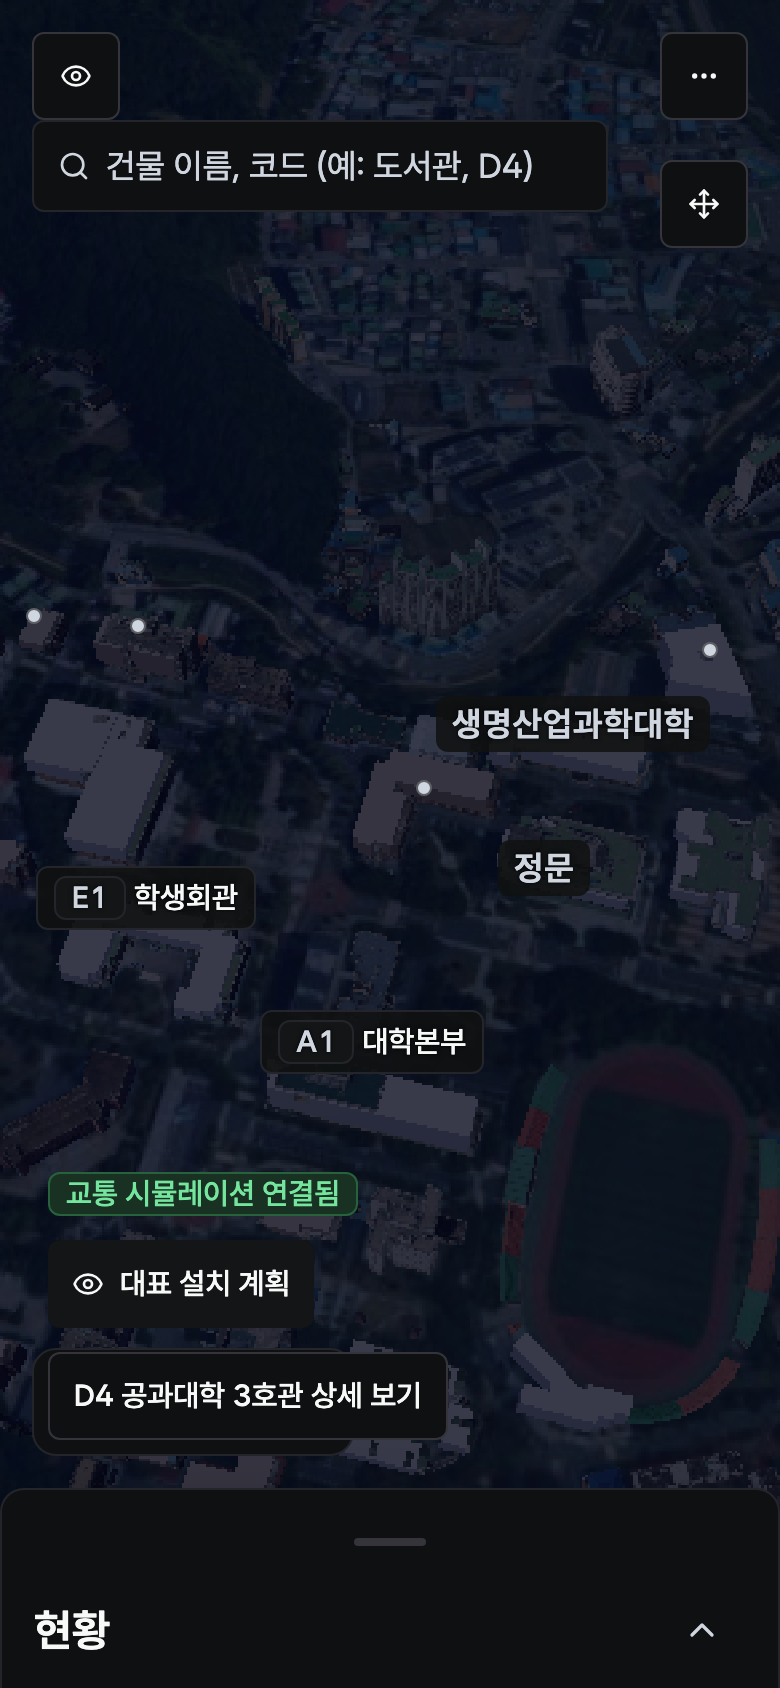 건물 이름, 코드 (예: 도서관, D4)
생명산업과학대학
정문
E1 학생회관
A1 대학본부
교통 시뮬레이션 연결됨
대표 설치 계획
D4 공과대학 3호관 상세 보기
현황